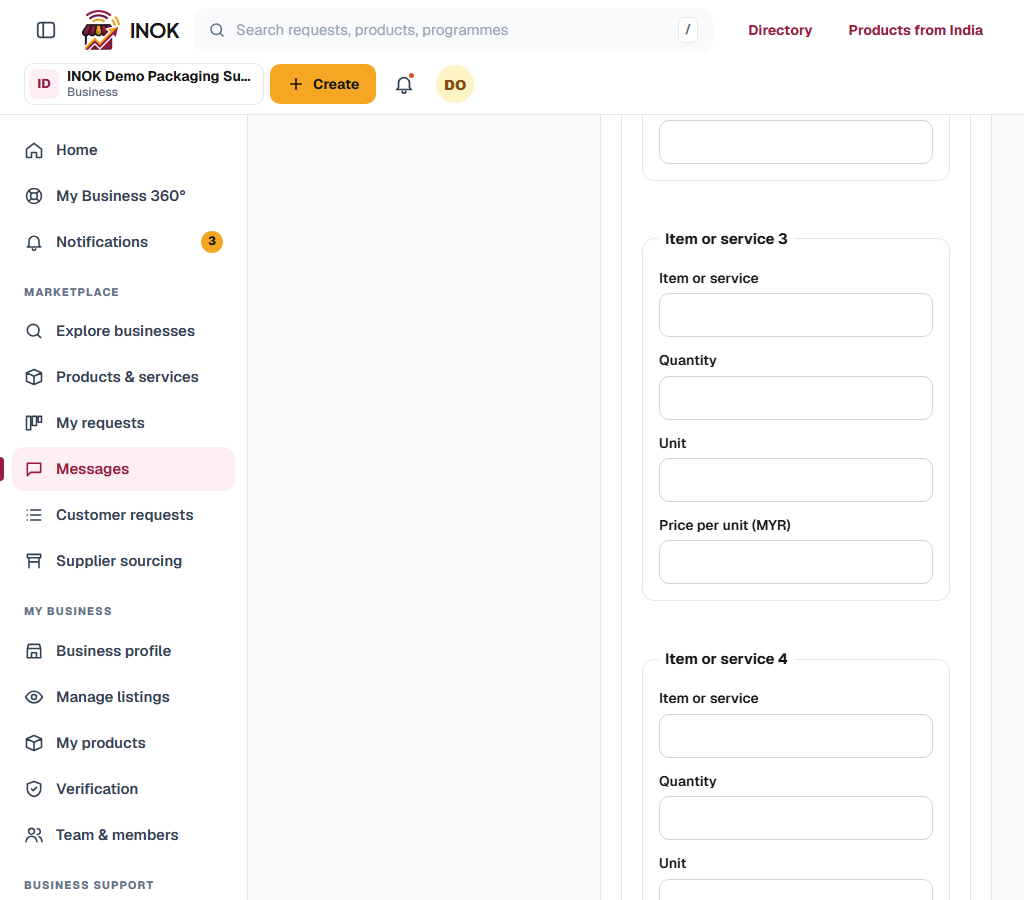 INOK
Search requests, products, programmes
/
Directory
Products from India
ID
INOK Demo Packaging Su...
Business
Create
DO
Home
My Business 360°
Notifications
3
MARKETPLACE
Explore businesses
Products & services
My requests
Messages
Customer requests
Supplier sourcing
MY BUSINESS
Business profile
Manage listings
My products
Verification
Team & members
BUSINESS SUPPORT
Item or service 3
Item or service
Quantity
Unit
Price per unit (MYR)
Item or service 4
Item or service
Quantity
Unit